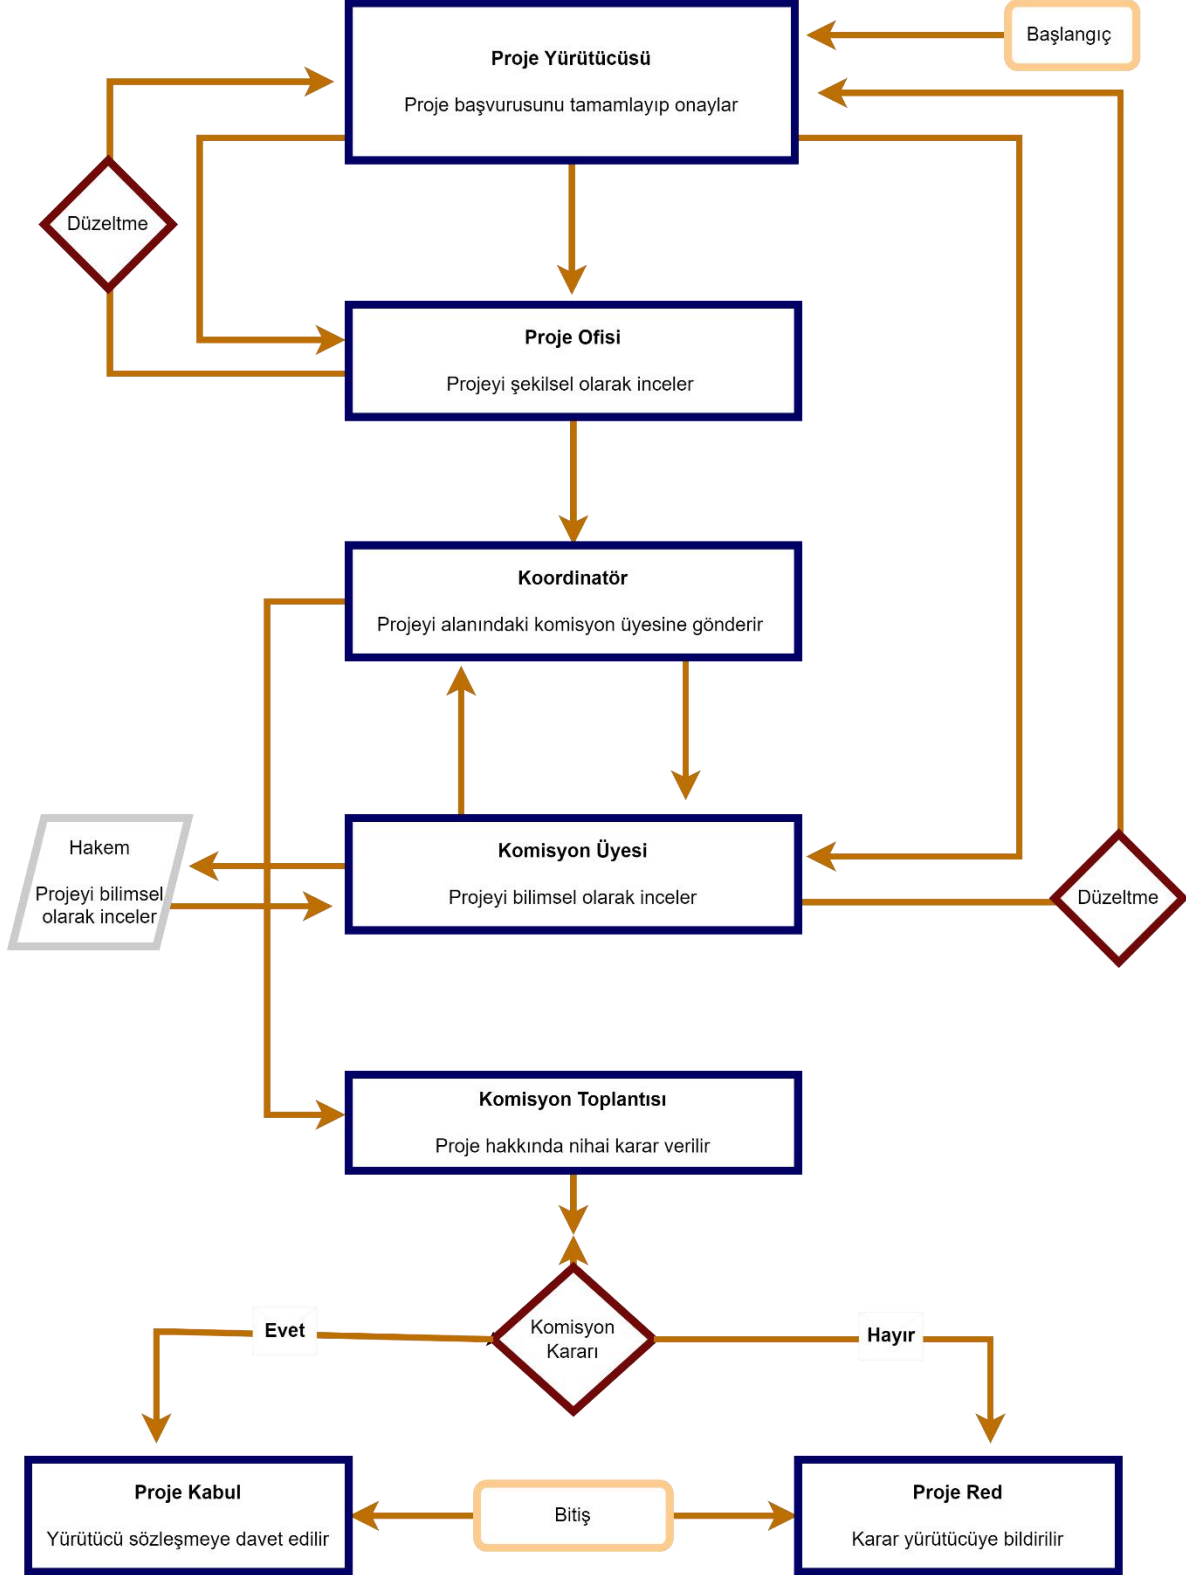 Başlangıç
Proje Yürütücüsü
Proje başvurusunu tamamlayıp onaylar
Düzeltme
Proje Ofisi
Projeyi şekilsel olarak inceler
Koordinatör
Projeyi alanındaki komisyon üyesine gönderir
Hakem
Projeyi bilimsel
olarak inceler
Komisyon Üyesi
Projeyi bilimsel olarak inceler
Düzeltme
Komisyon Toplantısı
Proje hakkında nihai karar verilir
Komisyon
Kararı
Evet
Hayır
Proje Kabul
Yürütücü sözleşmeye davet edilir
Bitiş
Proje Red
Karar yürütücüye bildirilir